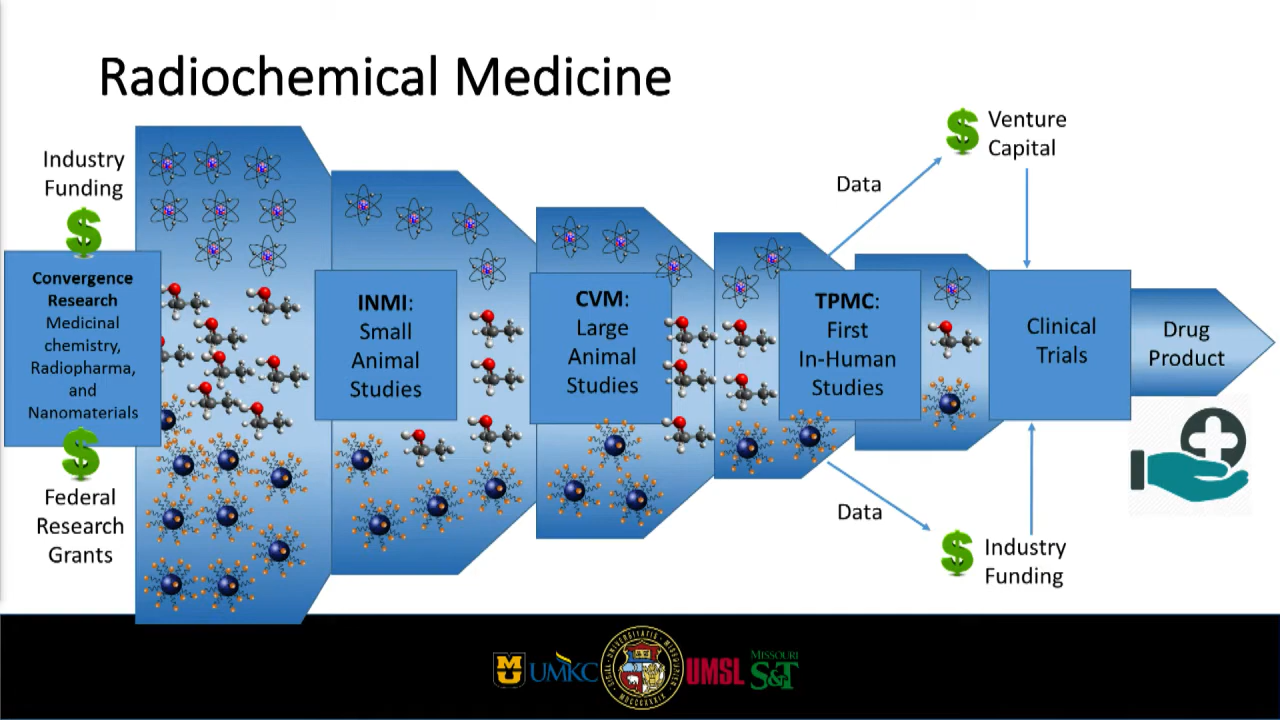 Radiochemical Medicine
Industry
Funding
Convergence
Research
Medicinal
chemistry,
Radiopharma,
and
Nanomaterials
Federal
Research
Grants
INMI:
Small
Animal
Studies
CVM:
Large
Animal
Studies
TPMC:
First
In-Human
Studies
Data
Venture
Capital
Data
Industry
Funding
Clinical
Trials
Drug
Product
UMKC
UMSL
MISSOURI
S&T